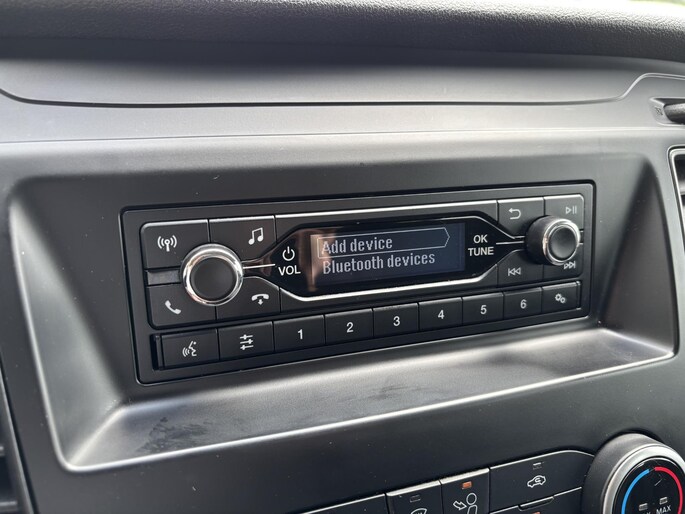 Add device
Bluetooth devices
VOL
OK
TUNE
1
2
3
4
5
6
MAX